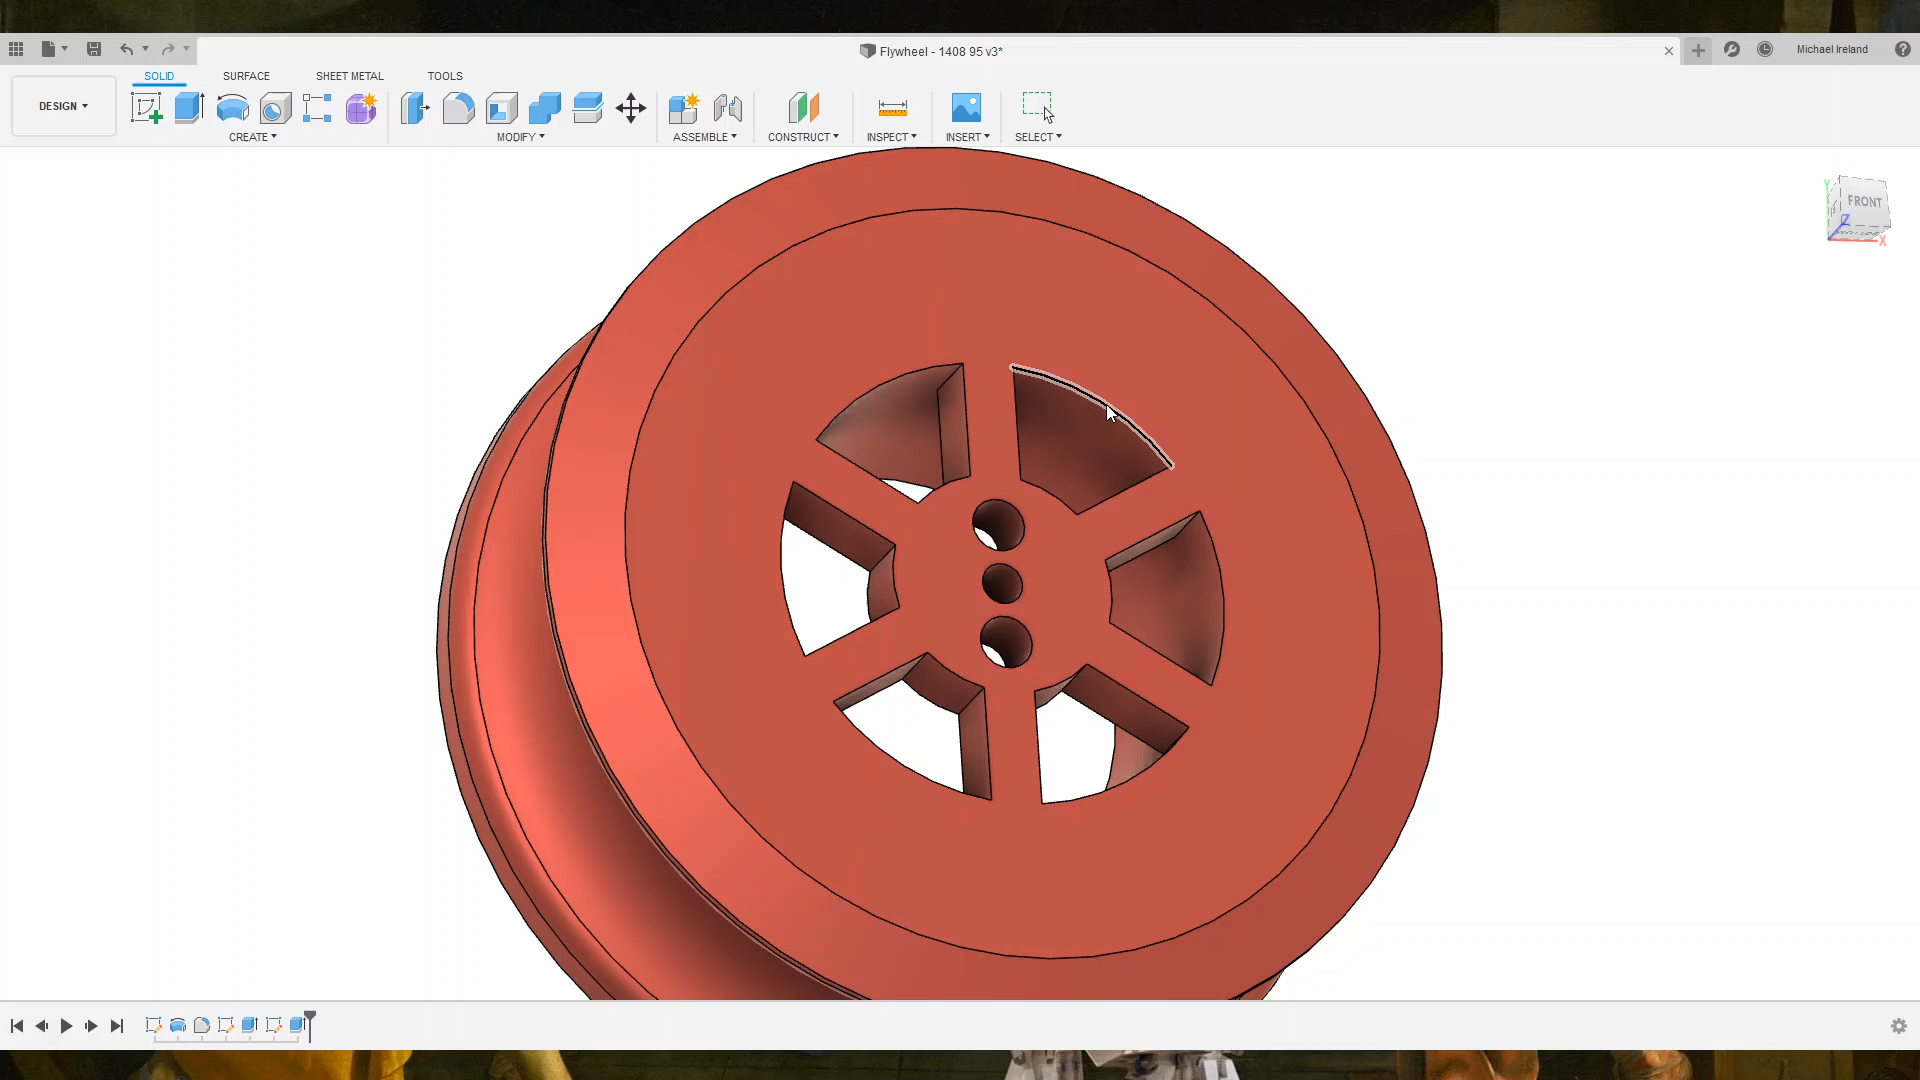 Flywheel - 1408 95 v3*
Michael Ireland
SOLID SURFACE SHEET METAL TOOLS
DESIGN
CREATE MODIFY ASSEMBLE CONSTRUCT INSPECT INSERT SELECT
Y
FRONT
Z
X